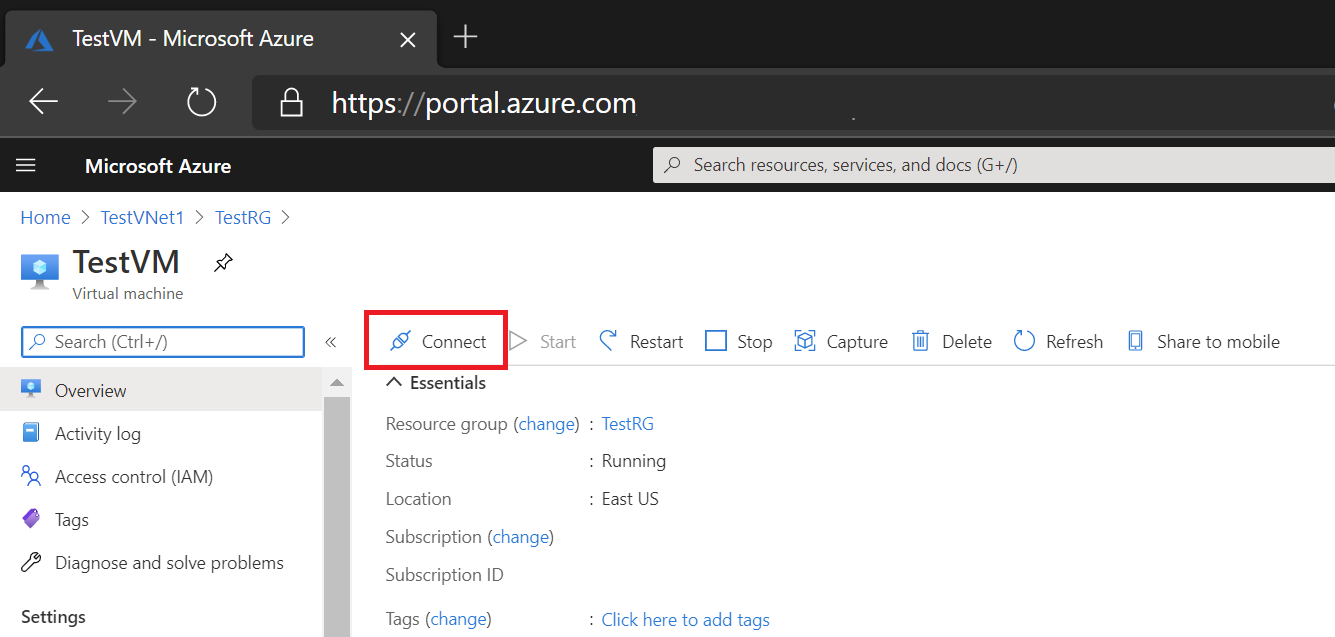 TestVM - Microsoft Azure
https://portal.azure.com
Microsoft Azure
Search resources, services, and docs (G+/)
Home > TestVNet1 > TestRG >
TestVM
Virtual machine
Search (Ctrl+/)
«
Connect Start Restart Stop Capture Delete Refresh Share to mobile
Overview
Activity log
Access control (IAM)
Tags
Diagnose and solve problems
Settings
Essentials
Resource group (change) : TestRG
Status : Running
Location : East US
Subscription (change)
Subscription ID
Tags (change) : Click here to add tags